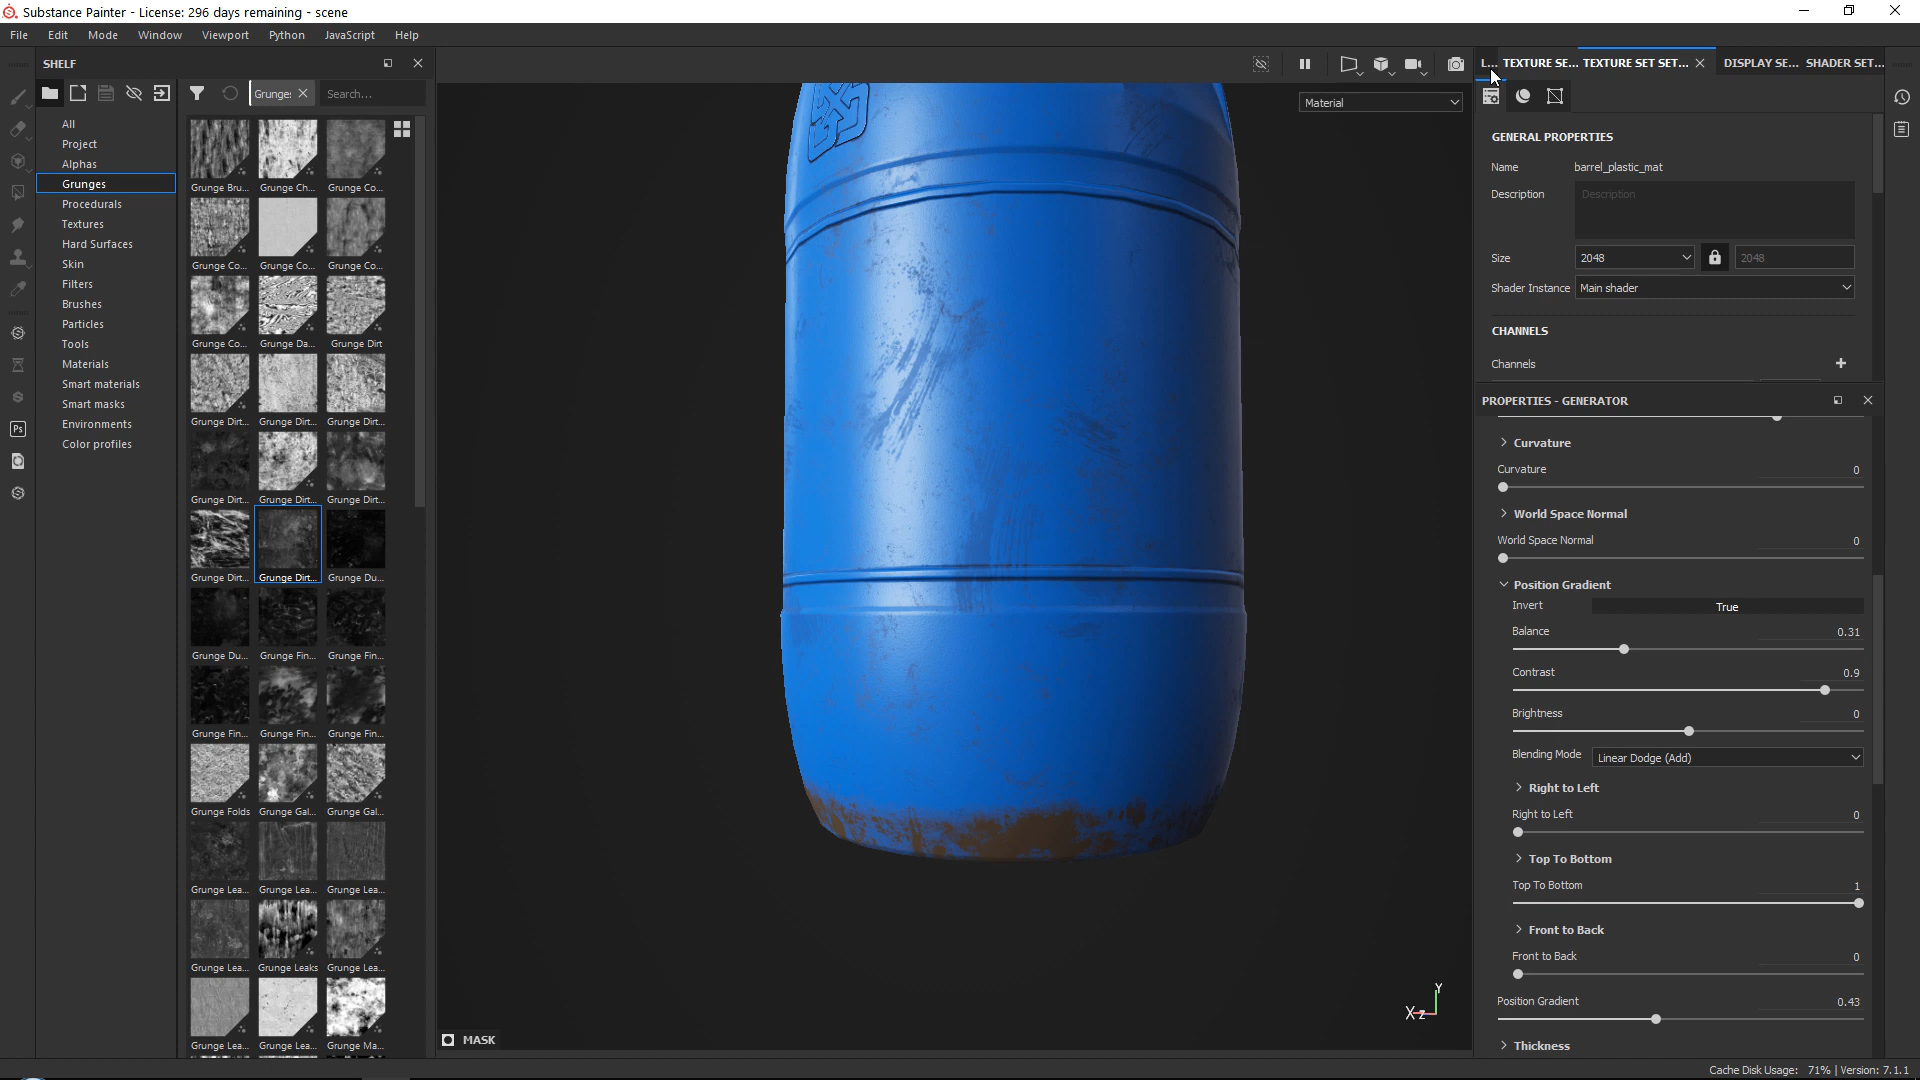 Substance Painter - License: 296 days remaining - scene
File Edit Mode Window Viewport Python JavaScript Help
SHELF
Grunge: Search...
All
Project
Alphas
Grunges
Procedurals
Textures
Hard Surfaces
Skin
Filters
Brushes
Particles
Tools
Materials
Smart materials
Smart masks
Environments
Color profiles
Grunge Bru... Grunge Ch... Grunge Co...
Grunge Co... Grunge Co... Grunge Co...
Grunge Co... Grunge Da... Grunge Dirt
Grunge Dirt... Grunge Dirt... Grunge Dirt...
Grunge Dirt... Grunge Dirt... Grunge Dirt...
Grunge Dirt... Grunge Dirt... Grunge Du...
Grunge Du... Grunge Fin... Grunge Fin...
Grunge Fin... Grunge Fin... Grunge Fin...
Grunge Folds Grunge Gal... Grunge Gal...
Grunge Lea... Grunge Lea... Grunge Lea...
Grunge Lea... Grunge Leaks Grunge Lea...
Grunge Lea... Grunge Lea... Grunge Ma...
Ps
Material
Y
X Z
MASK
L... TEXTURE SE... TEXTURE SET SET... DISPLAY SE... SHADER SET...
GENERAL PROPERTIES
Name barrel_plastic_mat
Description Description
Size 2048 2048
Shader Instance Main shader
CHANNELS
Channels
PROPERTIES - GENERATOR
Curvature
Curvature 0
World Space Normal
World Space Normal 0
Position Gradient
Invert True
Balance 0.31
Contrast 0.9
Brightness 0
Blending Mode Linear Dodge (Add)
Right to Left
Right to Left 0
Top To Bottom
Top To Bottom 1
Front to Back
Front to Back 0
Position Gradient 0.43
Thickness
Cache Disk Usage: 71% | Version: 7.1.1